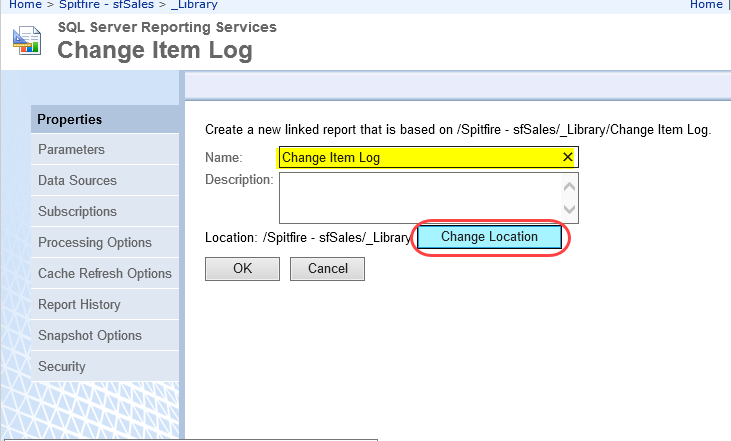 Home > Spitfire - sfSales > _Library
Home |
SQL Server Reporting Services
Change Item Log
Properties
Parameters
Data Sources
Subscriptions
Processing Options
Cache Refresh Options
Report History
Snapshot Options
Security
Create a new linked report that is based on /Spitfire - sfSales/_Library/Change Item Log.
Name: Change Item Log
Description:
Location: /Spitfire - sfSales/_Library Change Location
OK Cancel